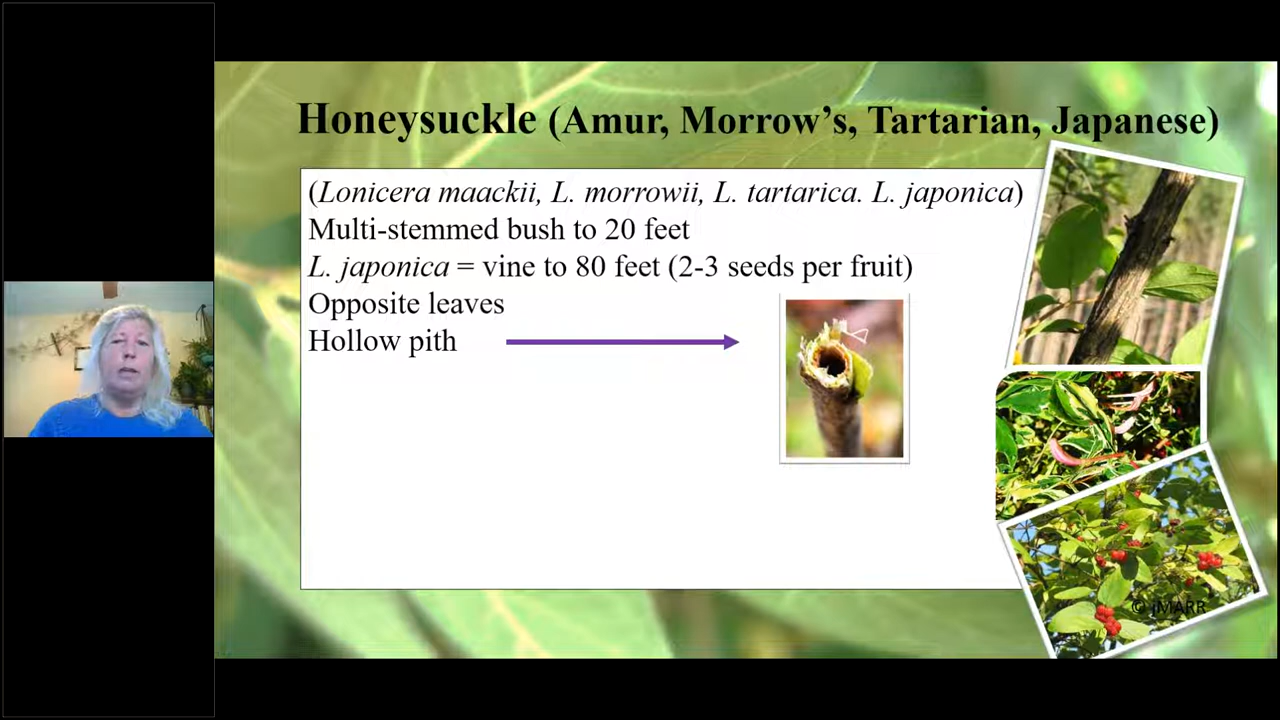 Honeysuckle (Amur, Morrow’s, Tartarian, Japanese)
(Lonicera maackii, L. morrowii, L. tartarica. L. japonica)
Multi-stemmed bush to 20 feet
L. japonica = vine to 80 feet (2-3 seeds per fruit)
Opposite leaves
Hollow pith
© jMARR